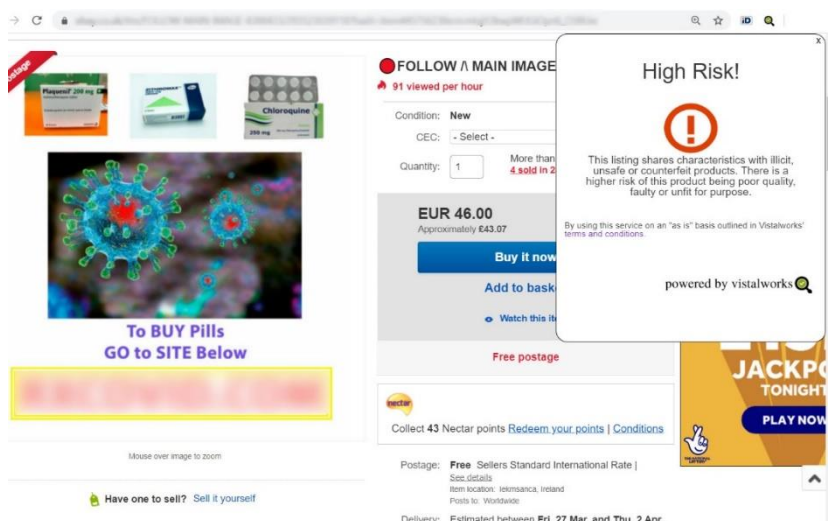 ostage
Plaquenil 200 mg
Chloroquine
200 mg
To BUY Pills
GO to SITE Below
Mouse over image to zoom
Have one to sell? Sell it yourself
FOLLOW /\ MAIN IMAGE
91 viewed per hour
Condition: New
CEC: - Select -
Quantity: 1 More than
4 sold in 2
EUR 46.00
Approximately £43.07
Buy it now
Add to bask
Watch this ite
Free postage
nectar
Collect 43 Nectar points Redeem your points | Conditions
Postage: Free Sellers Standard International Rate |
See details
Item location: lekmsanca, Ireland
Posts to: Worldwide
Delivery: Estimated between Fri. 27 Mar. and Thu. 2 Apr.
x
High Risk!
This listing shares characteristics with illicit,
unsafe or counterfeit products. There is a
higher risk of this product being poor quality,
faulty or unfit for purpose.
By using this service on an "as is" basis outlined in Vistalworks'
terms and conditions.
powered by vistalworks
JACKPO
TONIGHT
PLAY NOW